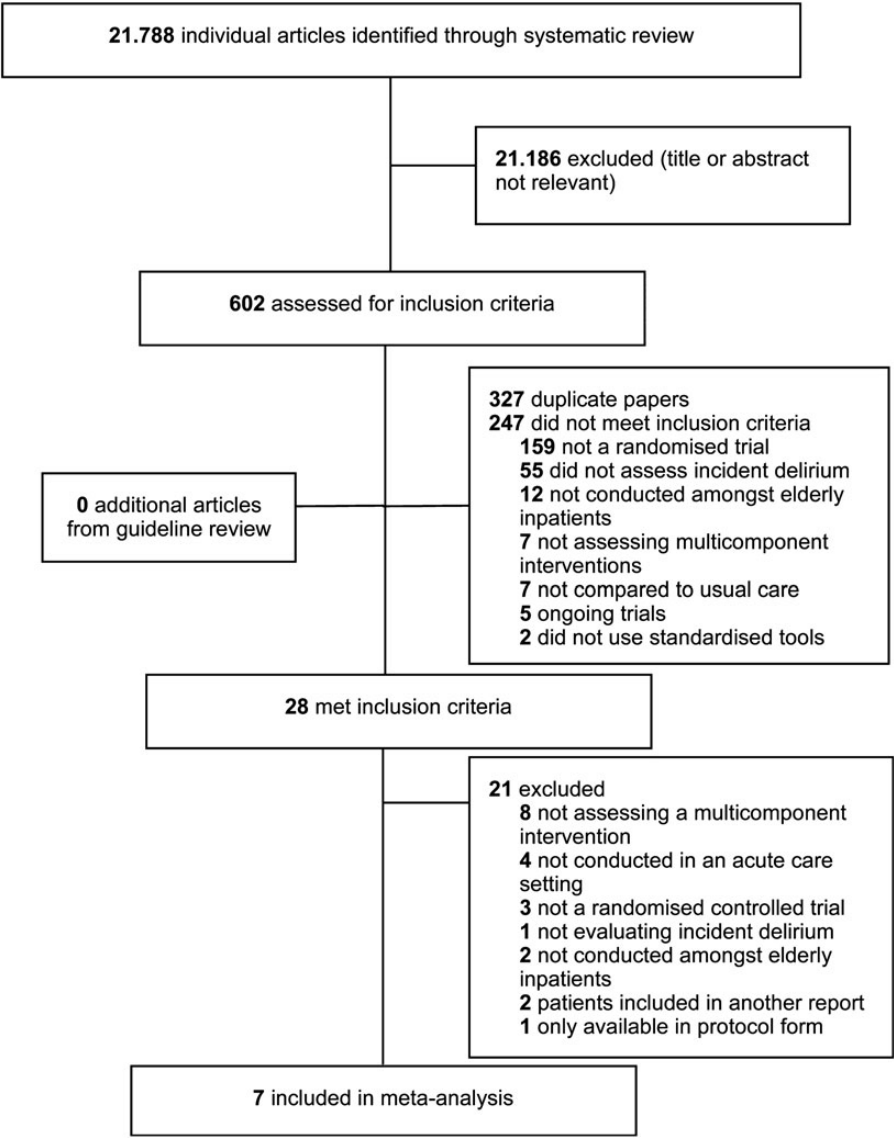 21.788 individual articles identified through systematic review
21.186 excluded (title or abstract
not relevant)
602 assessed for inclusion criteria
327 duplicate papers
247 did not meet inclusion criteria
159 not a randomised trial
55 did not assess incident delirium
12 not conducted amongst elderly
inpatients
7 not assessing multicomponent
interventions
7 not compared to usual care
5 ongoing trials
2 did not use standardised tools
0 additional articles
from guideline review
28 met inclusion criteria
21 excluded
8 not assessing a multicomponent
intervention
4 not conducted in an acute care
setting
3 not a randomised controlled trial
1 not evaluating incident delirium
2 not conducted amongst elderly
inpatients
2 patients included in another report
1 only available in protocol form
7 included in meta-analysis